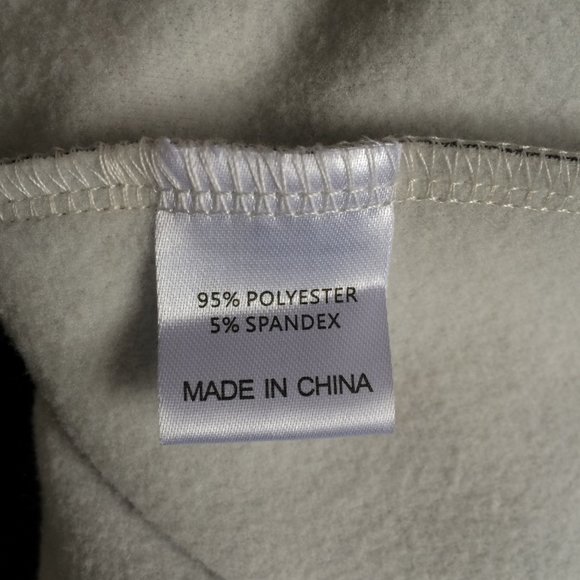 95% POLYESTER
5% SPANDEX
MADE IN CHINA